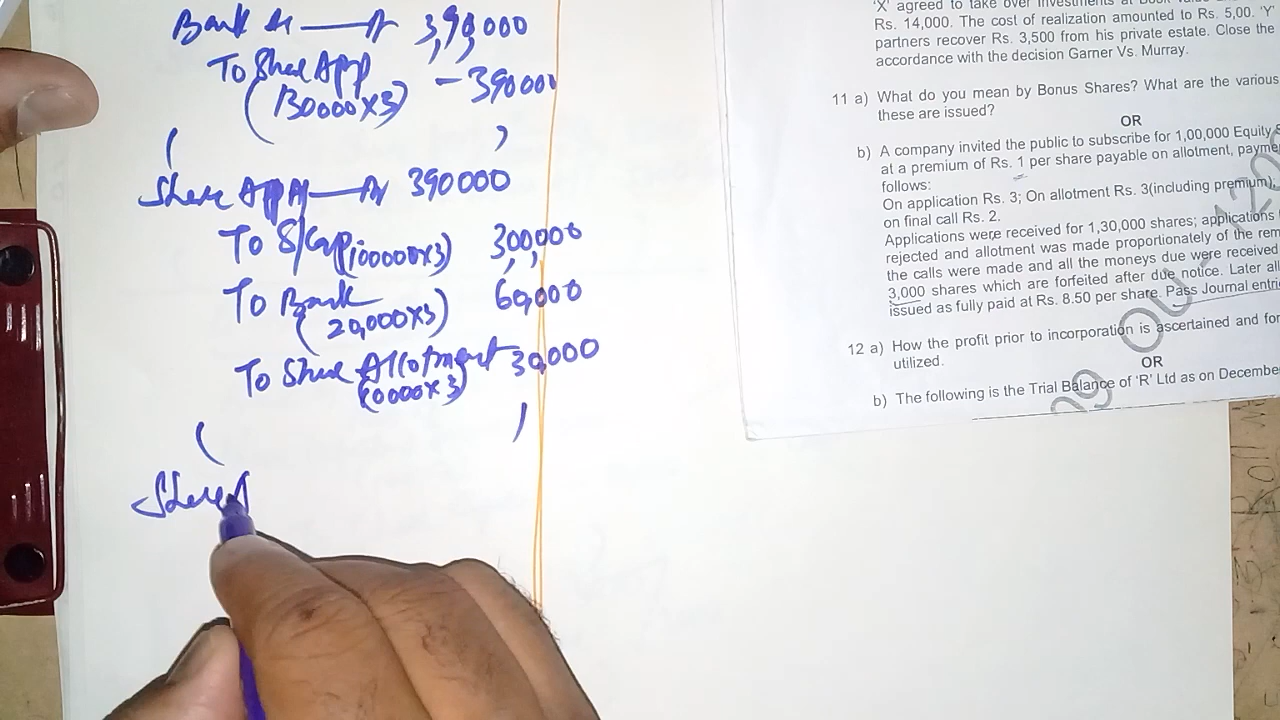 Bank A/c Dr 3,90,000
To Share App - 390000
(130000x3)
Share App A/c Dr 390000
To S/Cap (100000x3) 300,000
To Bank 60,000
(20,000x3)
To Share Allotment 30,000
(10000x3)
Share A
'X' agreed to take over investments at Book value and
Rs. 14,000. The cost of realization amounted to Rs. 5,00. 'Y'
partners recover Rs. 3,500 from his private estate. Close the
accordance with the decision Garner Vs. Murray.
11 a) What do you mean by Bonus Shares? What are the various
these are issued?
OR
b) A company invited the public to subscribe for 1,00,000 Equity
at a premium of Rs. 1 per share payable on allotment, payme
follows:
On application Rs. 3; On allotment Rs. 3(including premium),
on final call Rs. 2.
Applications were received for 1,30,000 shares; applications
rejected and allotment was made proportionately of the rem
the calls were made and all the moneys due were received
3,000 shares which are forfeited after due notice. Later all
issued as fully paid at Rs. 8.50 per share. Pass Journal entri
12 a) How the profit prior to incorporation is ascertained and for
utilized.
OR
b) The following is the Trial Balance of 'R' Ltd as on December